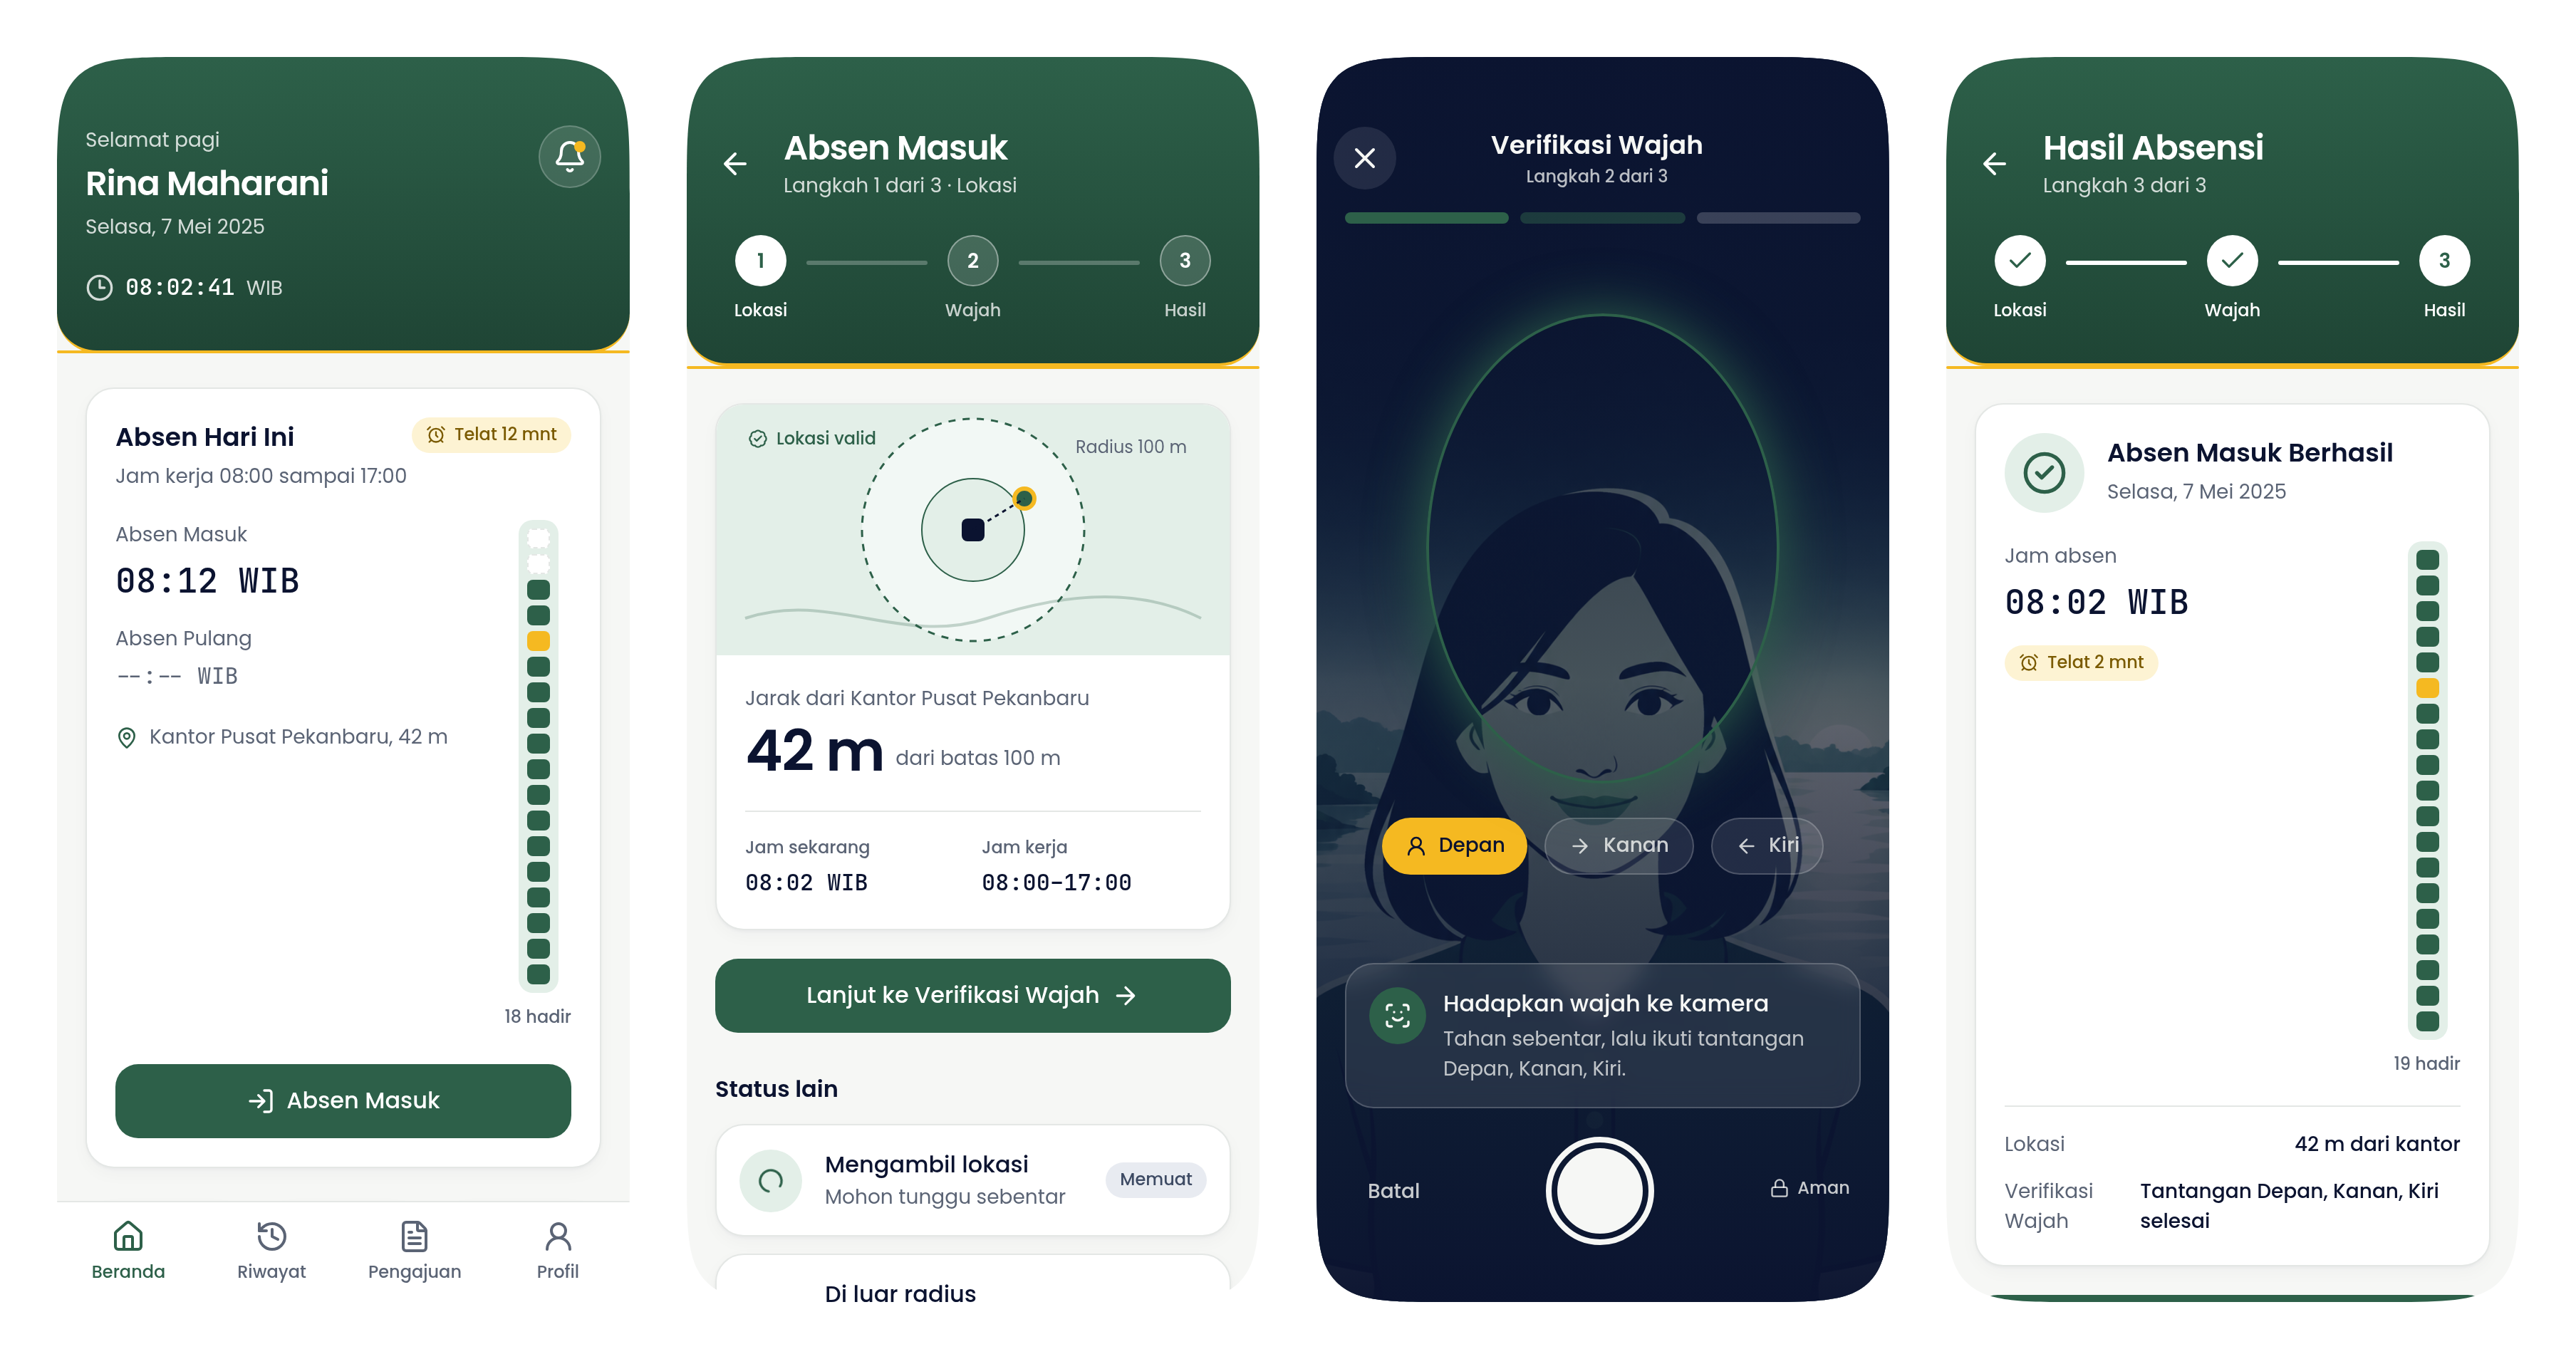 Selamat pagi
Rina Maharani
Selasa, 7 Mei 2025
08:02:41 WIB
Absen Hari Ini
Telat 12 mnt
Jam kerja 08:00 sampai 17:00
Absen Masuk
08:12 WIB
Absen Pulang
--:-- WIB
Kantor Pusat Pekanbaru, 42 m
18 hadir
Absen Masuk
Beranda
Riwayat
Pengajuan
Profil
Absen Masuk
Langkah 1 dari 3 · Lokasi
1
2
3
Lokasi
Wajah
Hasil
Lokasi valid
Radius 100 m
Jarak dari Kantor Pusat Pekanbaru
42 m dari batas 100 m
Jam sekarang
Jam kerja
08:02 WIB
08:00–17:00
Lanjut ke Verifikasi Wajah
Status lain
Mengambil lokasi
Mohon tunggu sebentar
Memuat
Di luar radius
Verifikasi Wajah
Langkah 2 dari 3
Depan
Kanan
Kiri
Hadapkan wajah ke kamera
Tahan sebentar, lalu ikuti tantangan
Depan, Kanan, Kiri.
Batal
Aman
Hasil Absensi
Langkah 3 dari 3
3
Lokasi
Wajah
Hasil
Absen Masuk Berhasil
Selasa, 7 Mei 2025
Jam absen
08:02 WIB
Telat 2 mnt
19 hadir
Lokasi
42 m dari kantor
Verifikasi
Wajah
Tantangan Depan, Kanan, Kiri
selesai